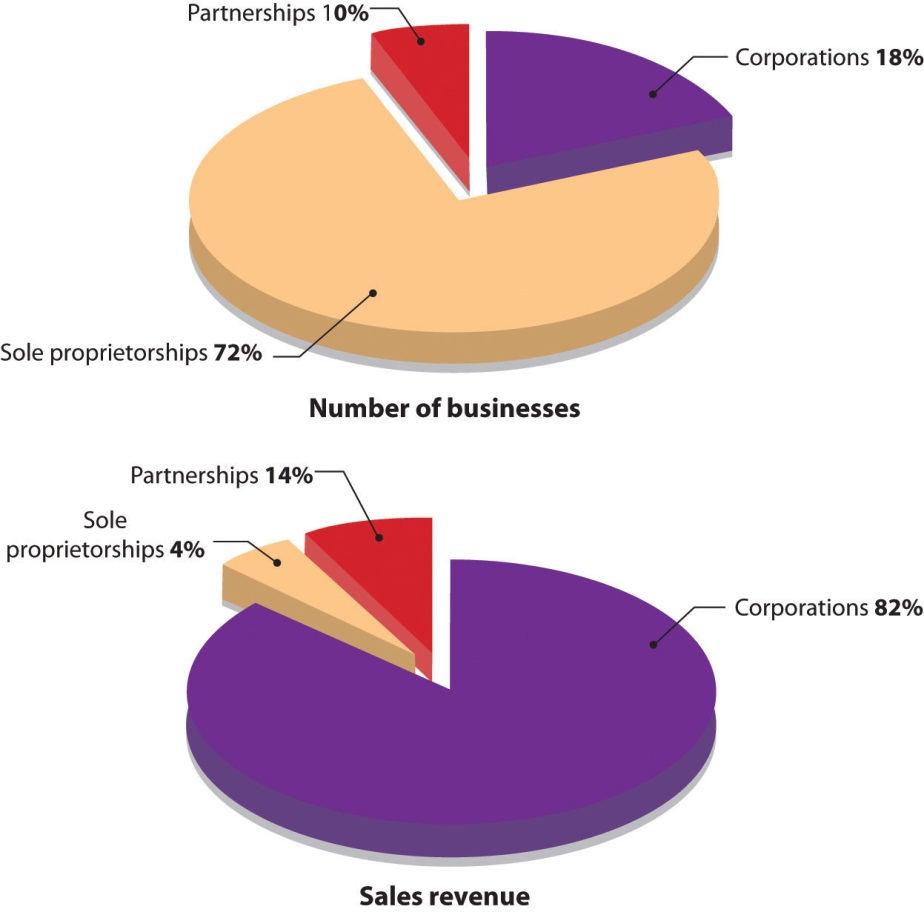 Partnerships 10%
Corporations 18%
Sole proprietorships 72%
Number of businesses
Partnerships 14%
Sole
proprietorships 4%
Corporations 82%
Sales revenue